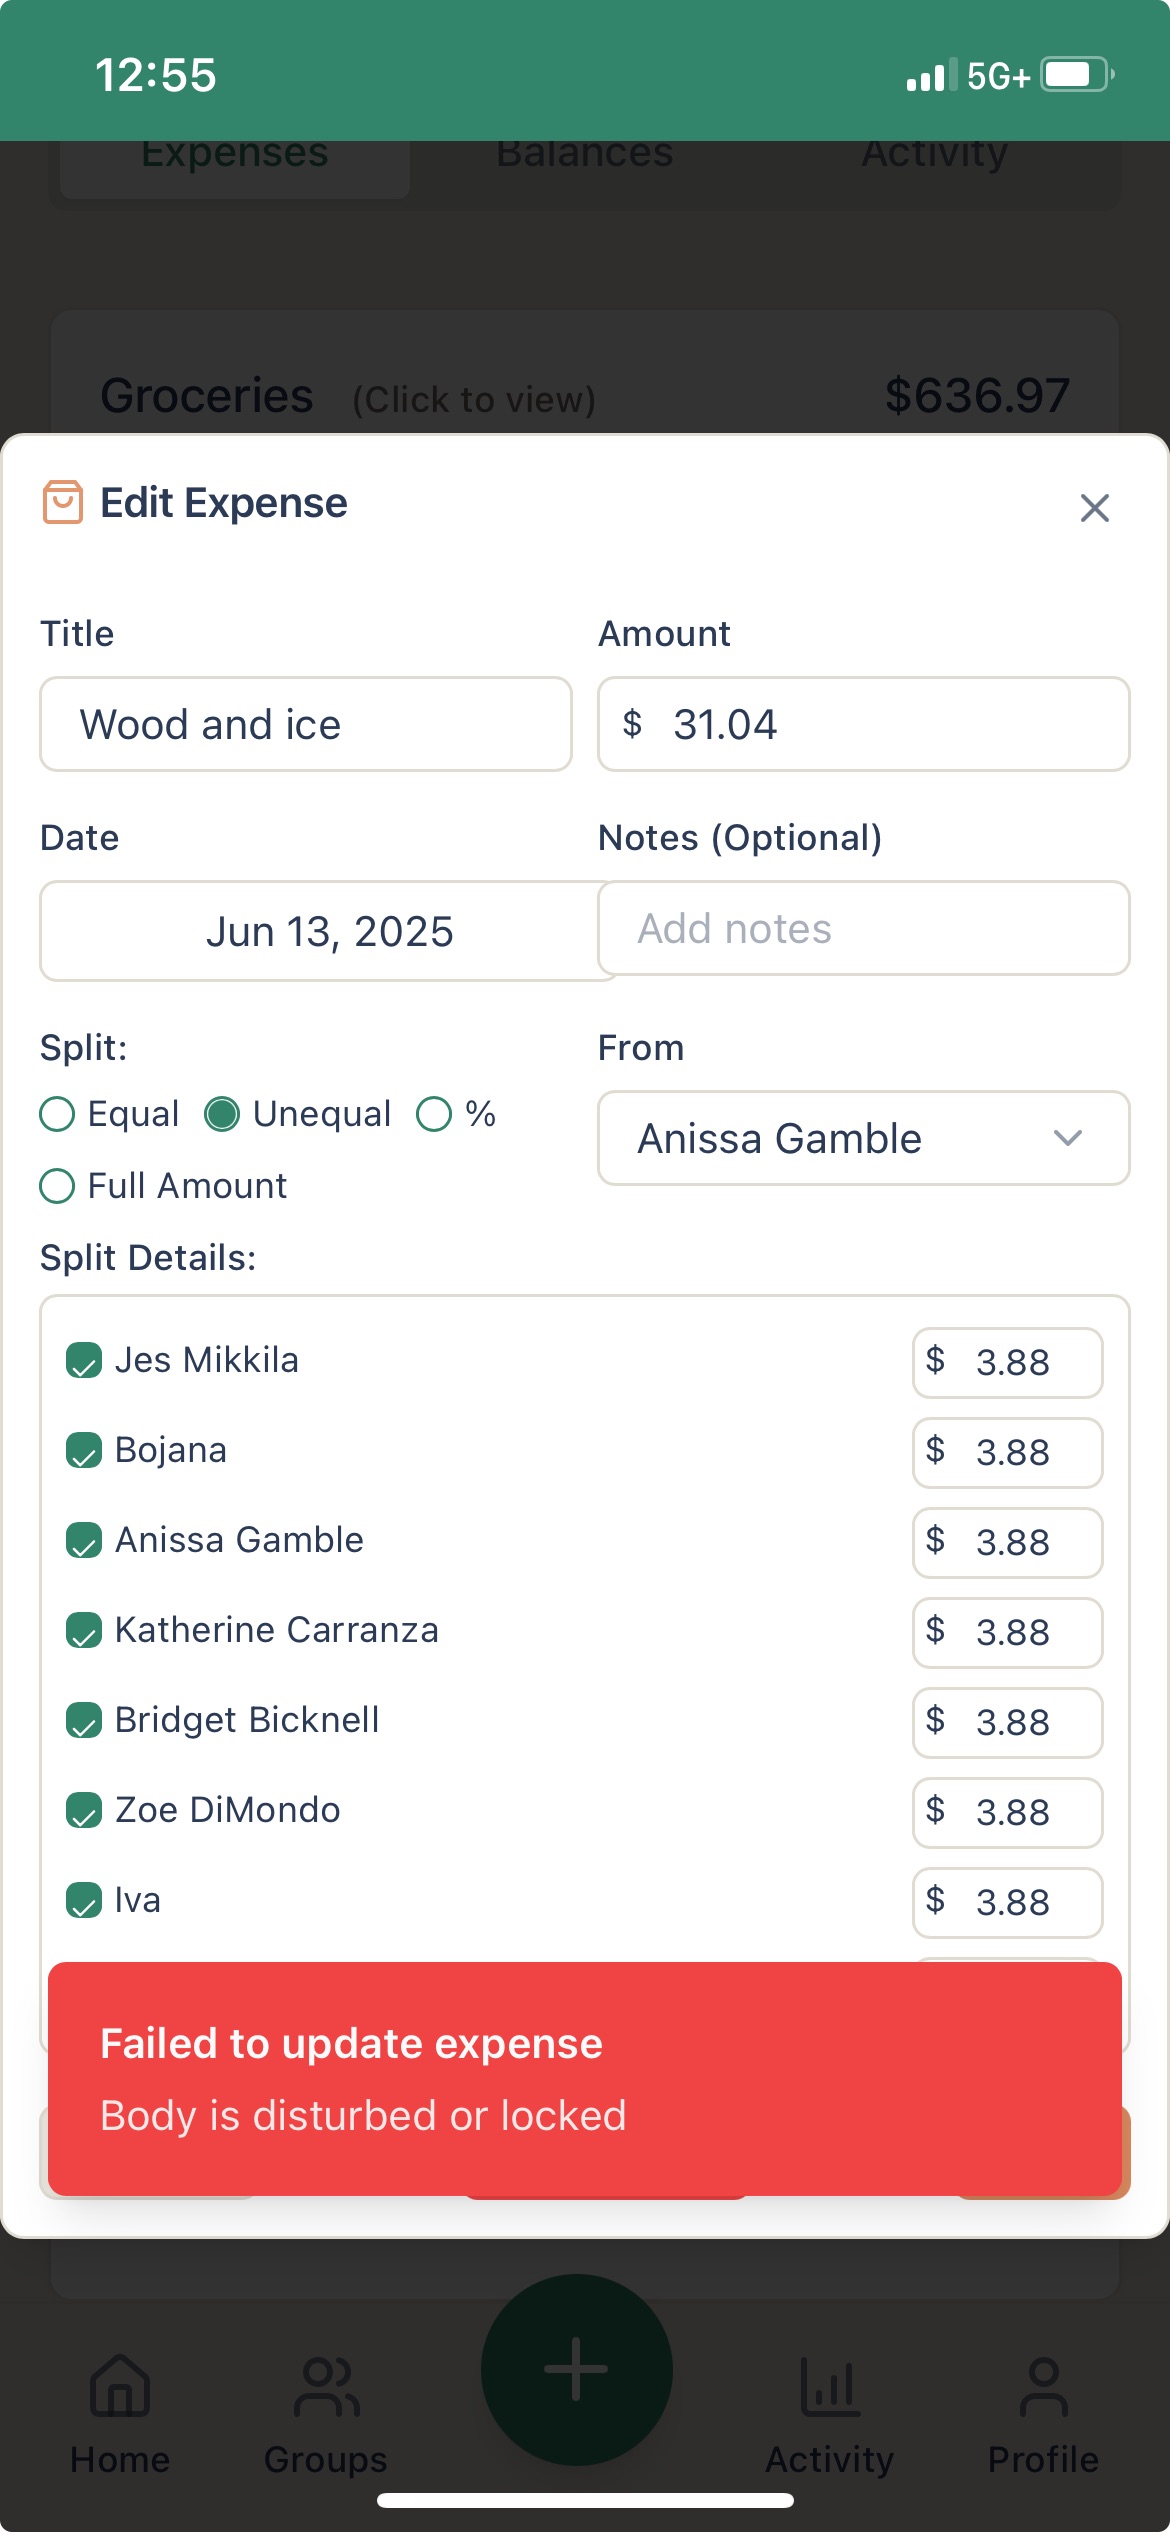 12:55 5G+
Expenses Balances Activity
Groceries (Click to view) $636.97
Edit Expense
Title Amount
Wood and ice $ 31.04
Date Notes (Optional)
Jun 13, 2025 Add notes
Split: From
Equal Unequal % Anissa Gamble
Full Amount
Split Details:
Jes Mikkila $ 3.88
Bojana $ 3.88
Anissa Gamble $ 3.88
Katherine Carranza $ 3.88
Bridget Bicknell $ 3.88
Zoe DiMondo $ 3.88
Iva $ 3.88
Failed to update expense
Body is disturbed or locked
Home Groups Activity Profile